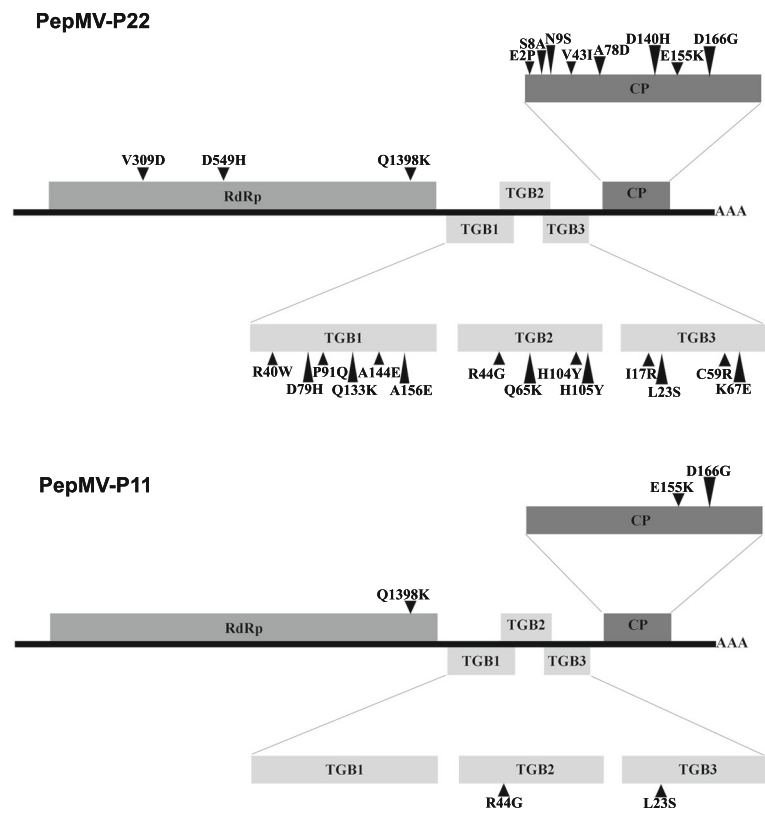 PepMV-P22
S8A N9S D140H D166G
E2P V43I A78D E155K
CP
V309D D549H Q1398K
RdRp TGB2 CP
AAA
TGB1 TGB3
TGB1 TGB2 TGB3
R40W P91Q A144E R44G H104Y I17R C59R
D79H Q133K A156E Q65K H105Y L23S K67E
PepMV-P11
D166G
E155K
CP
Q1398K
RdRp TGB2 CP
AAA
TGB1 TGB3
TGB1 TGB2 TGB3
R44G L23S